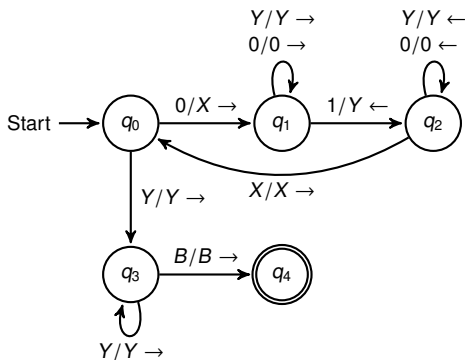 Y/Y → Y/Y ←
0/0 → 0/0 ←
Start q0 0/X → q1 1/Y ← q2
X/X →
Y/Y →
q3 B/B → q4
Y/Y →